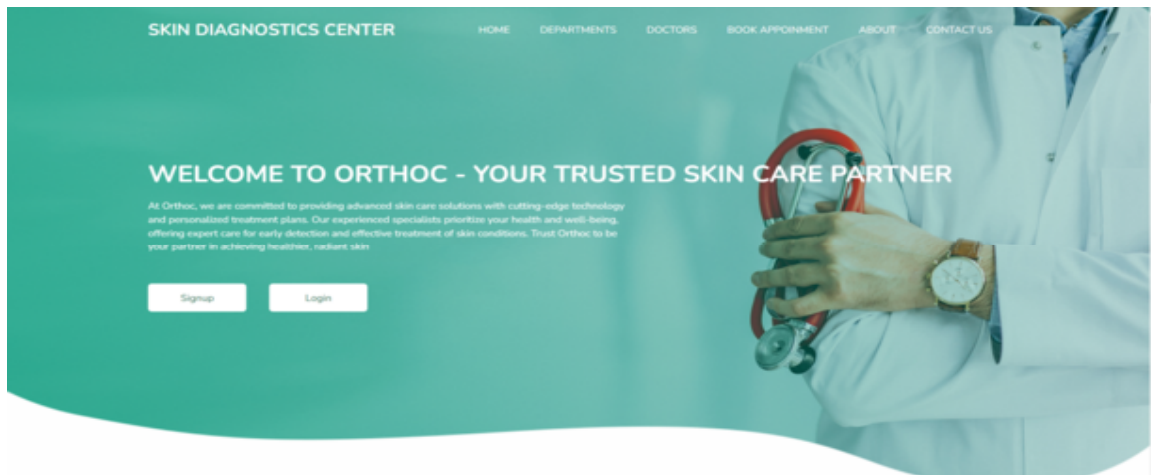 SKIN DIAGNOSTICS CENTER
HOME DEPARTMENTS DOCTORS BOOK APPOINMENT ABOUT CONTACT US
WELCOME TO ORTHOC - YOUR TRUSTED SKIN CARE PARTNER
At Orthoc, we are committed to providing advanced skin care solutions with cutting-edge technology
and personalized treatment plans. Our experienced specialists prioritize your health and well-being,
offering expert care for early detection and effective treatment of skin conditions. Trust Orthoc to be
your partner in achieving healthier, radiant skin
Signup Login